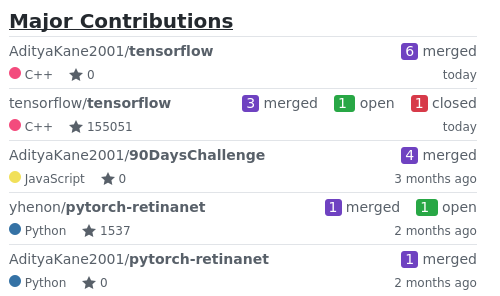 Major Contributions
AdityaKane2001/tensorflow 6 merged
C++ 0 today
tensorflow/tensorflow 3 merged 1 open 1 closed
C++ 155051 today
AdityaKane2001/90DaysChallenge 4 merged
JavaScript 0 3 months ago
yhenon/pytorch-retinanet 1 merged 1 open
Python 1537 2 months ago
AdityaKane2001/pytorch-retinanet 1 merged
Python 0 2 months ago